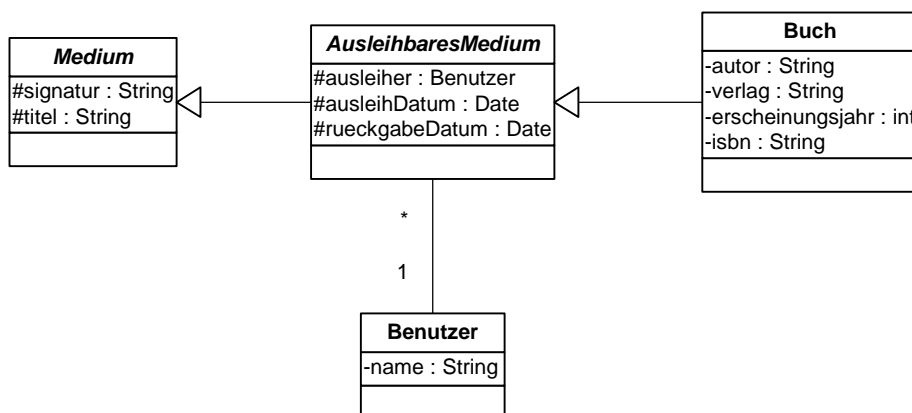 Medium
#signatur : String
#titel : String
AusleihbaresMedium
#ausleiher : Benutzer
#ausleihDatum : Date
#rueckgabeDatum : Date
Buch
-autor : String
-verlag : String
-erscheinungsjahr : int
-isbn : String
*
1
Benutzer
-name : String